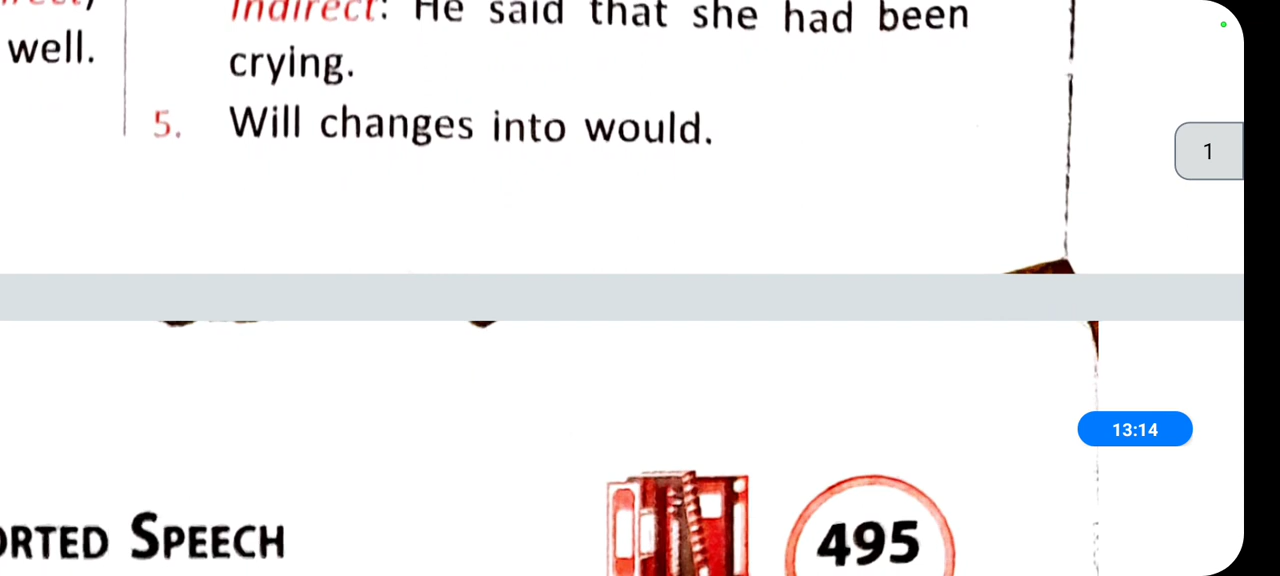 well.
Indirect: He said that she had been
crying.
5. Will changes into would.
1
13:14
SPEECH
495